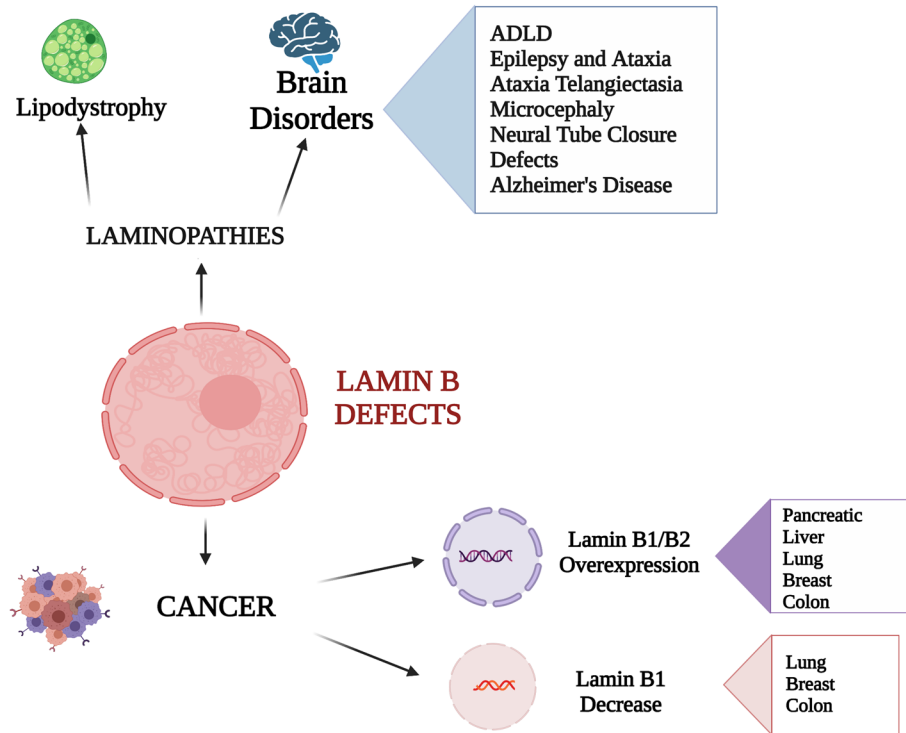 Lipodystrophy
Brain
Disorders
ADLD
Epilepsy and Ataxia
Ataxia Telangiectasia
Microcephaly
Neural Tube Closure
Defects
Alzheimer's Disease
LAMINOPATHIES
LAMIN B
DEFECTS
CANCER
Lamin B1/B2
Overexpression
Pancreatic
Liver
Lung
Breast
Colon
Lamin B1
Decrease
Lung
Breast
Colon